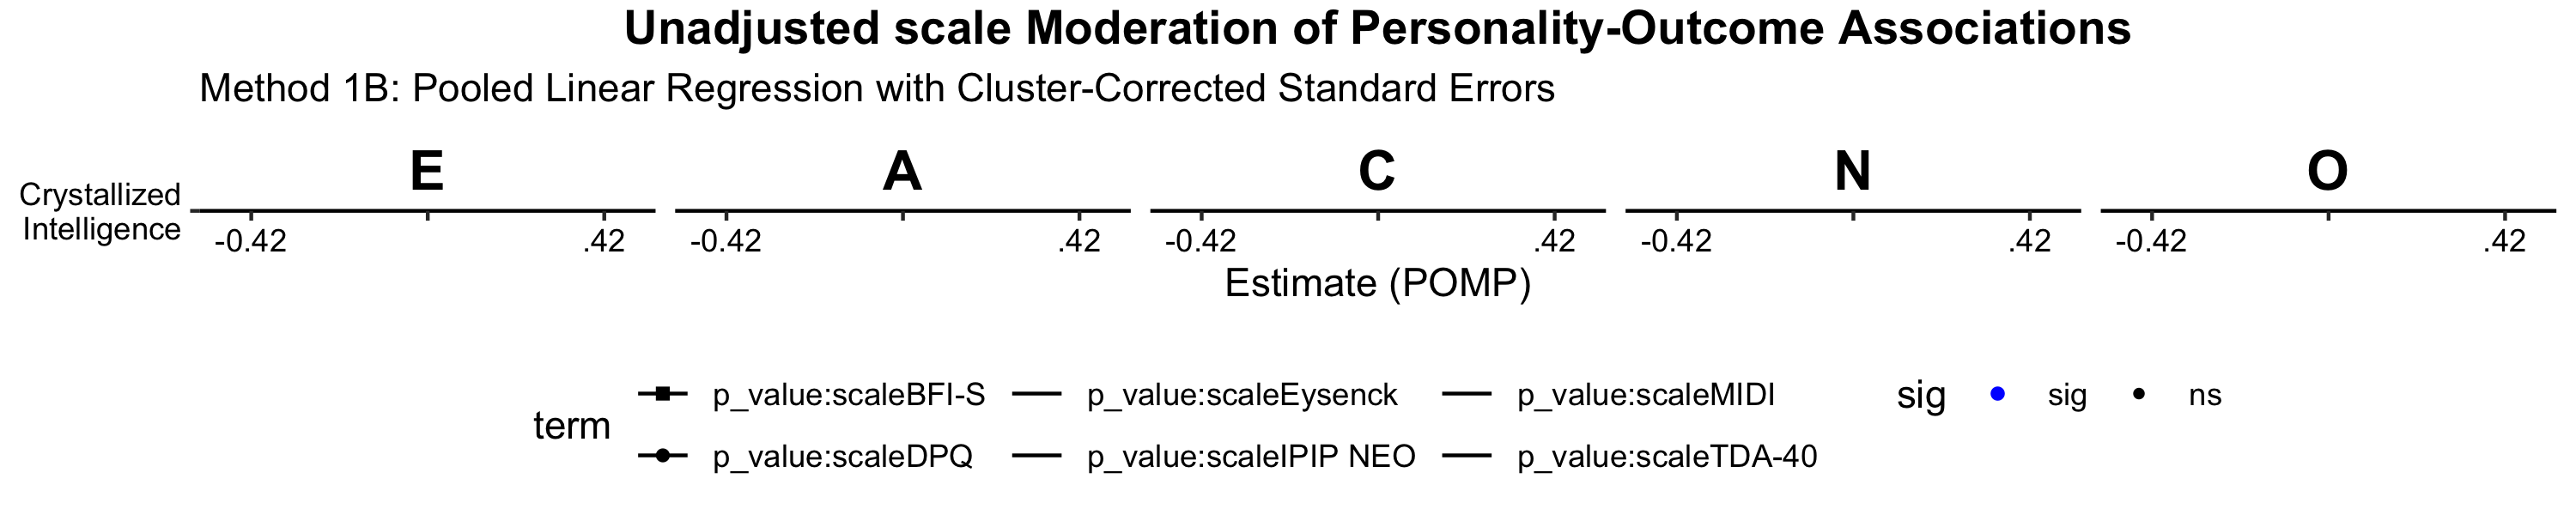 Unadjusted scale Moderation of Personality-Outcome Associations
Method 1B: Pooled Linear Regression with Cluster-Corrected Standard Errors
E A C N O
Crystallized
Intelligence
-0.42 .42 -0.42 .42 -0.42 .42 -0.42 .42 -0.42 .42
Estimate (POMP)
term
p_value:scaleBFI-S p_value:scaleEysenck p_value:scaleMIDI
p_value:scaleDPQ p_value:scaleIPIP NEO p_value:scaleTDA-40
sig sig ns